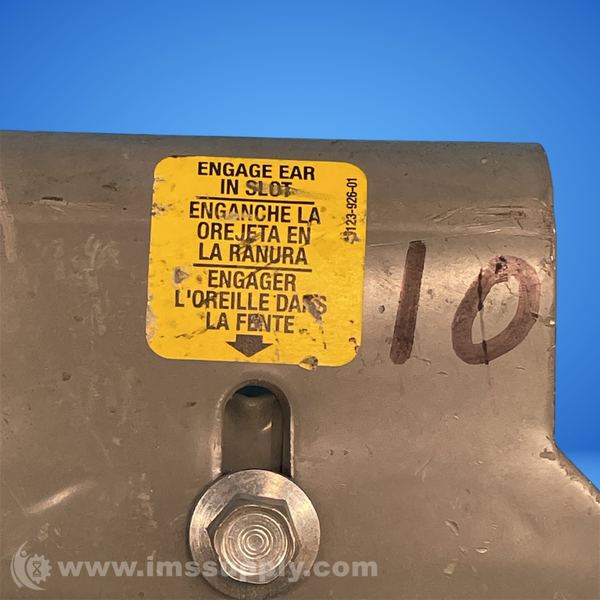 ENGAGE EAR
IN SLOT
ENGANCHE LA
OREJETA EN
LA RANURA
ENGAGER
L'OREILLE DANS
LA FENTE
123-926-01
10
www.imssupply.com